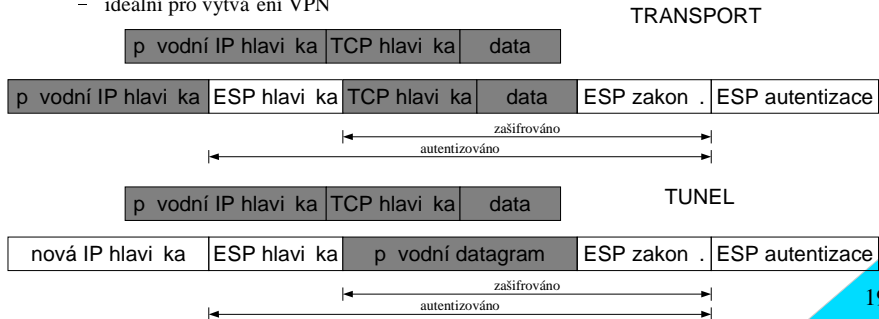 – ideální pro vytvá ení VPN
TRANSPORT
p vodní IP hlavi ka TCP hlavi ka data
p vodní IP hlavi ka ESP hlavi ka TCP hlavi ka data ESP zakon . ESP autentizace
zašifrováno
autentizováno
TUNEL
p vodní IP hlavi ka TCP hlavi ka data
nová IP hlavi ka ESP hlavi ka p vodní datagram ESP zakon . ESP autentizace
zašifrováno
autentizováno